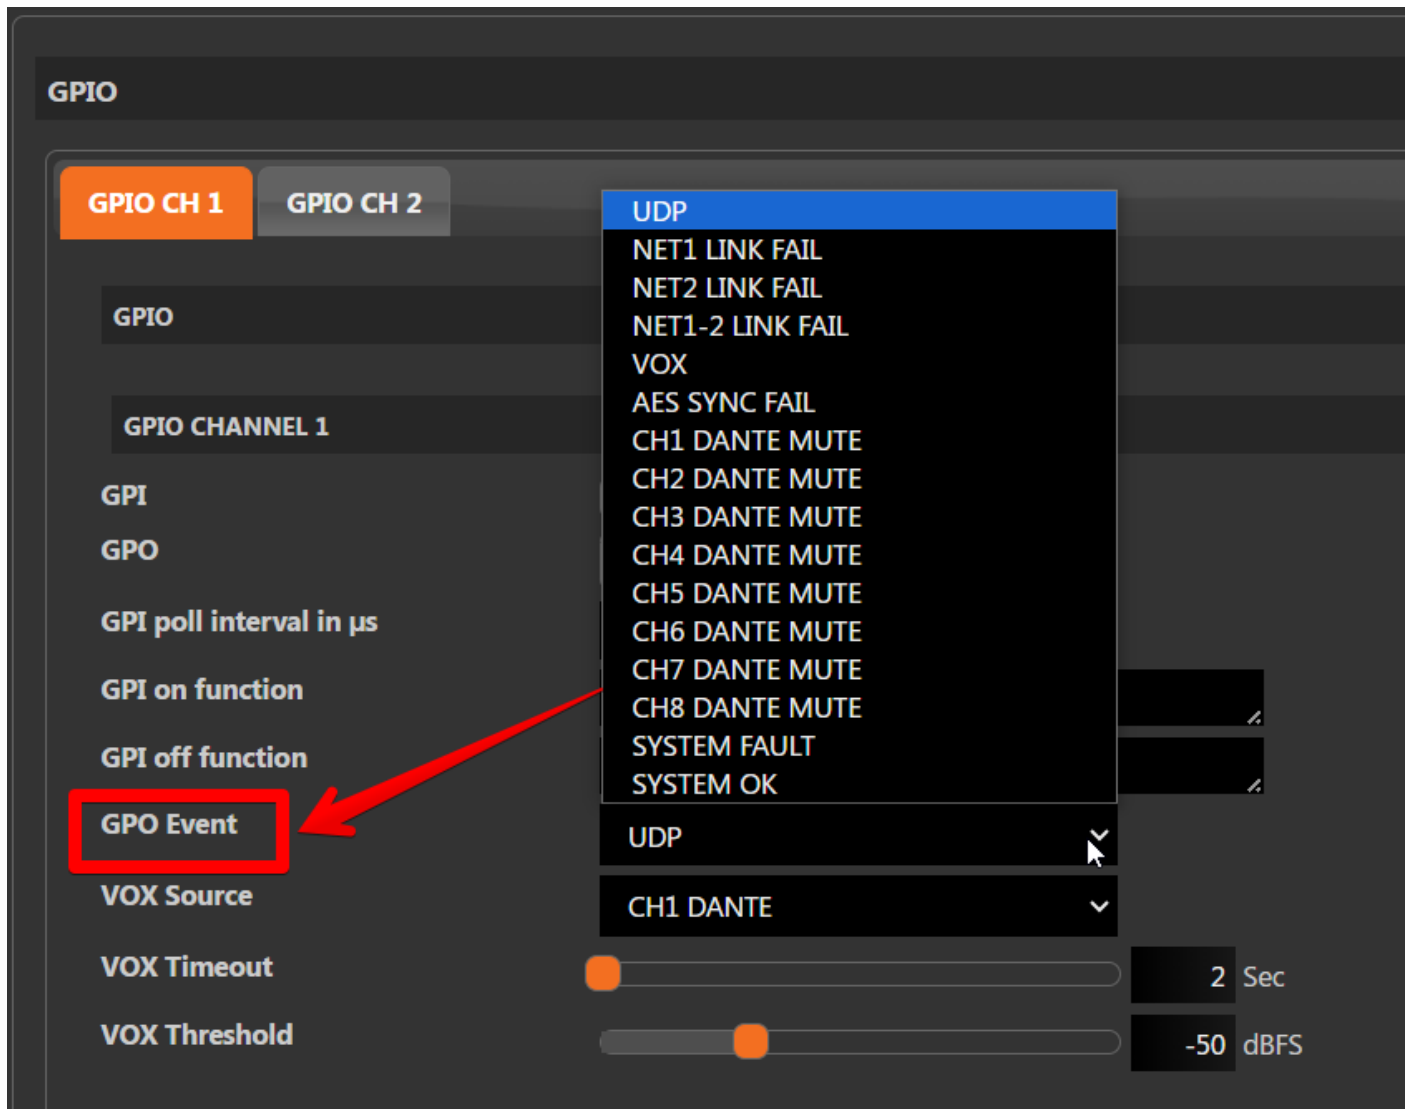 GPIO
GPIO CH 1
GPIO CH 2
GPIO
GPIO CHANNEL 1
GPI
GPO
GPI poll interval in µs
GPI on function
GPI off function
UDP
NET1 LINK FAIL
NET2 LINK FAIL
NET1-2 LINK FAIL
VOX
AES SYNC FAIL
CH1 DANTE MUTE
CH2 DANTE MUTE
CH3 DANTE MUTE
CH4 DANTE MUTE
CH5 DANTE MUTE
CH6 DANTE MUTE
CH7 DANTE MUTE
CH8 DANTE MUTE
SYSTEM FAULT
SYSTEM OK
GPO Event UDP
VOX Source CH1 DANTE
VOX Timeout 2 Sec
VOX Threshold -50 dBFS